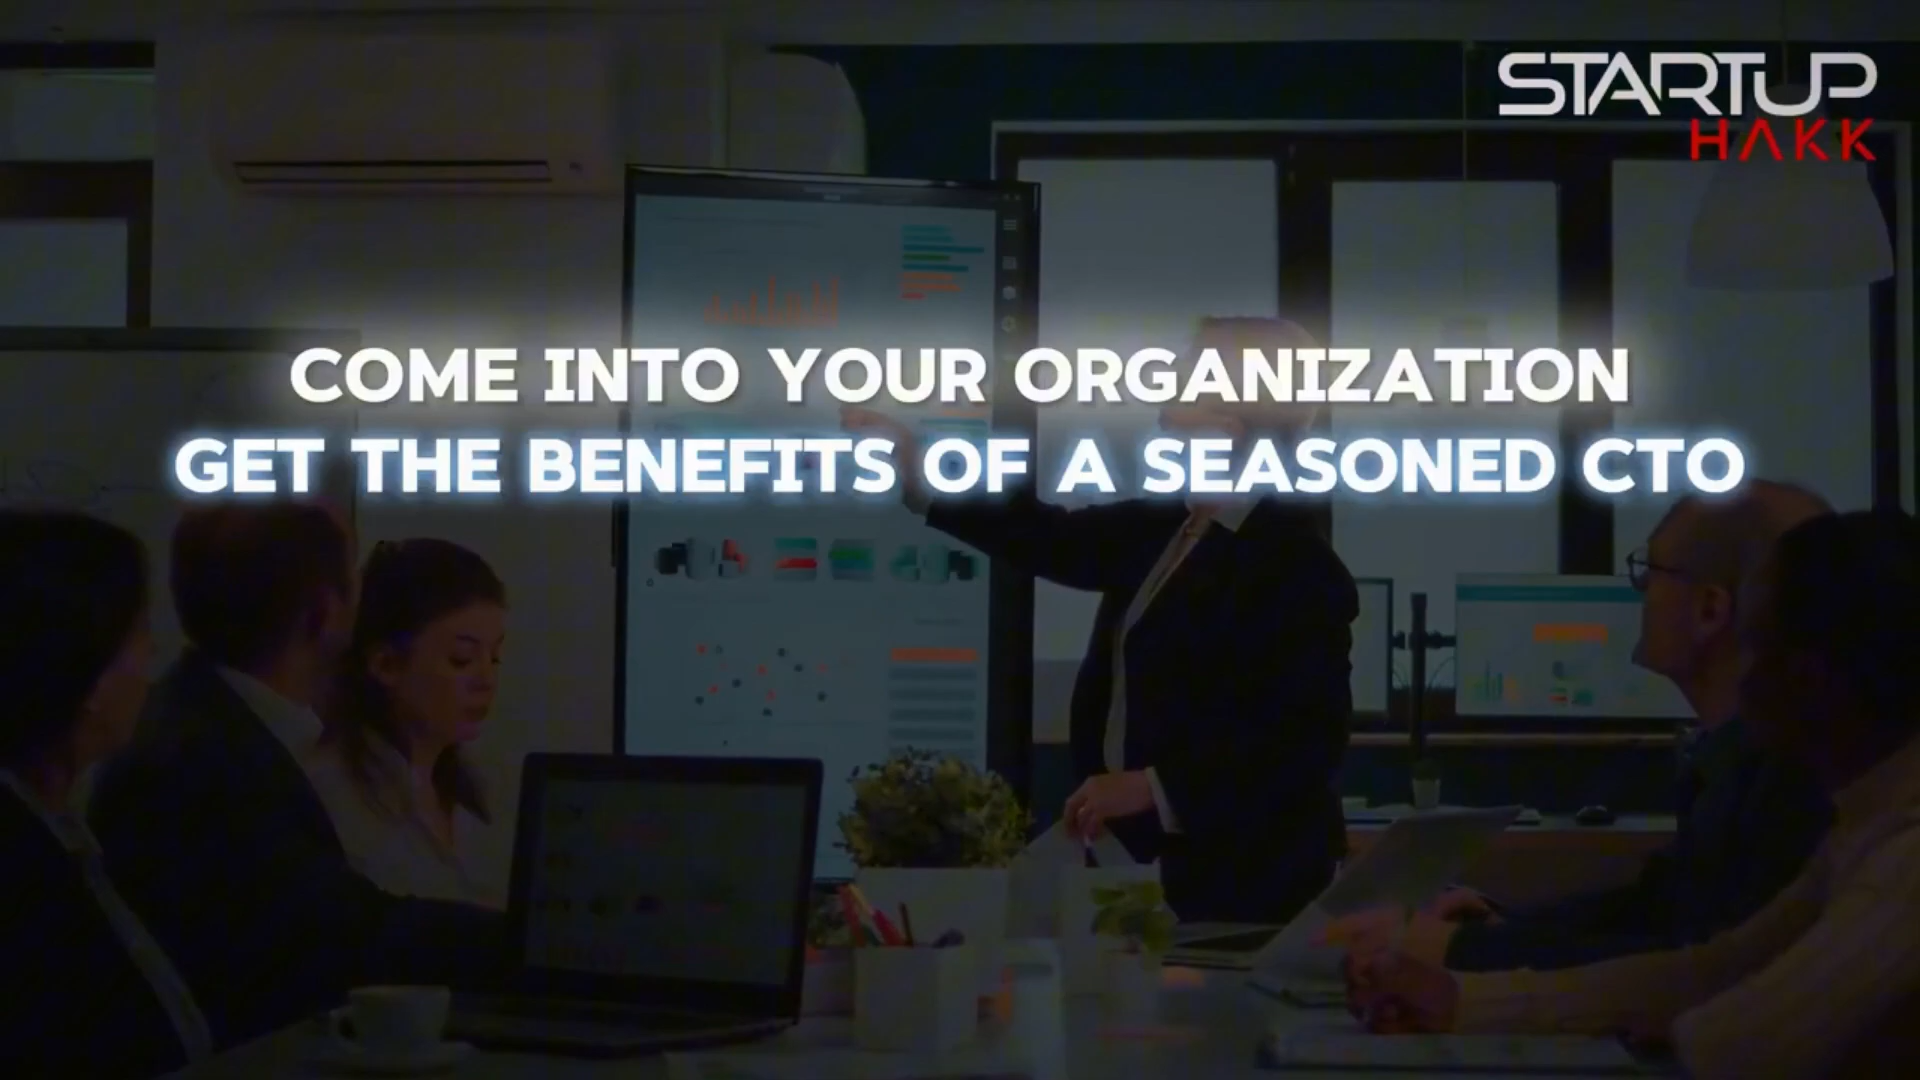 STARTUP
HAKK
COME INTO YOUR ORGANIZATION
GET THE BENEFITS OF A SEASONED CTO